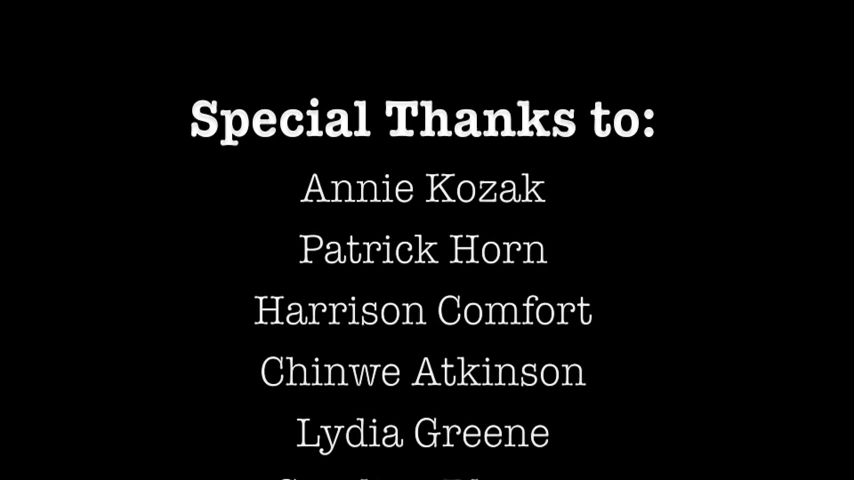 Special Thanks to:
Annie Kozak
Patrick Horn
Harrison Comfort
Chinwe Atkinson
Lydia Greene